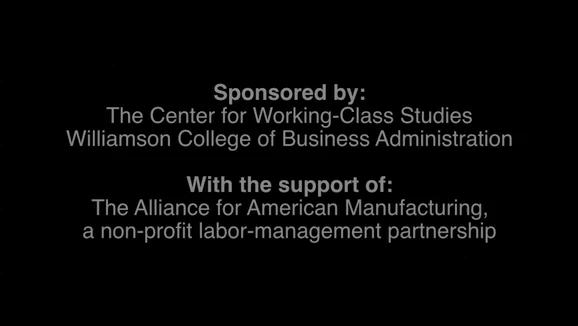 Sponsored by:
The Center for Working-Class Studies
Williamson College of Business Administration
With the support of:
The Alliance for American Manufacturing,
a non-profit labor-management partnership